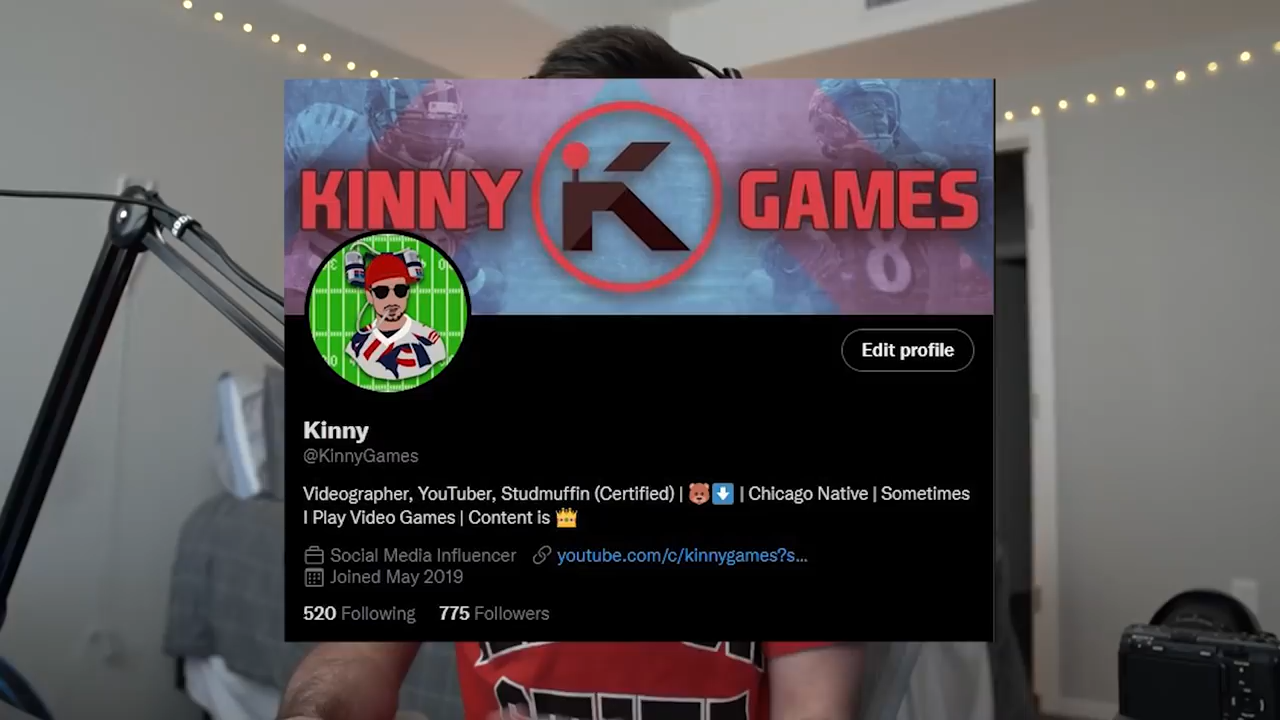 KINNY K GAMES
8
Edit profile
Kinny
@KinnyGames
Videographer, YouTuber, Studmuffin (Certified) | 🐻⬇️ | Chicago Native | Sometimes
I Play Video Games | Content is 👑
Social Media Influencer youtube.com/c/kinnygames?s...
Joined May 2019
520 Following 775 Followers